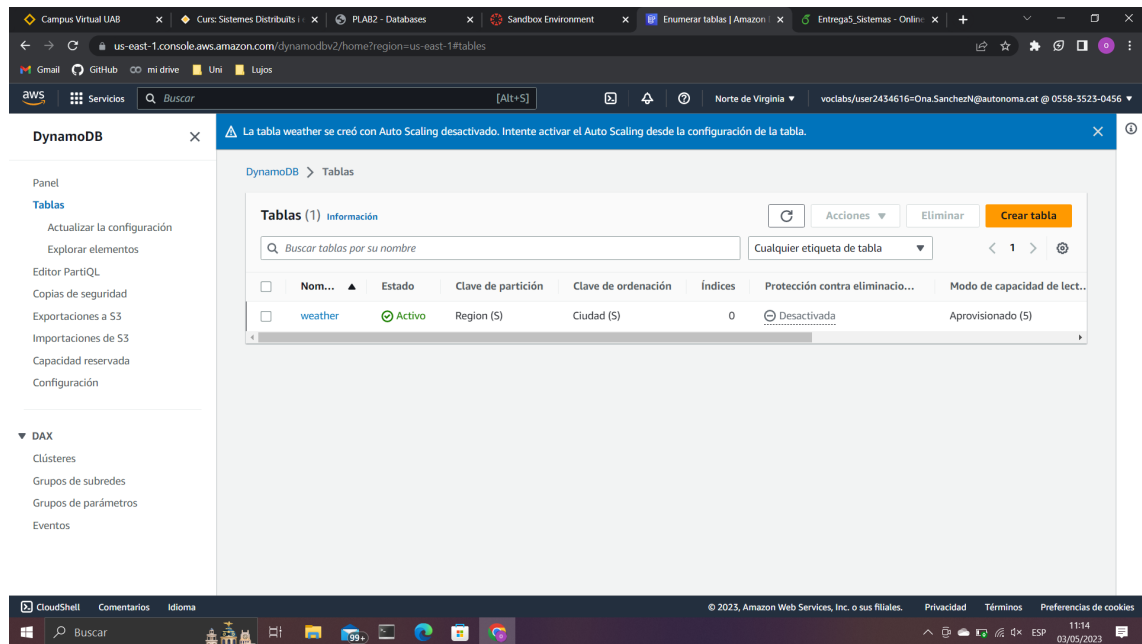 Campus Virtual UAB
Curs: Sistemes Distribuïts i
PLAB2 - Databases
Sandbox Environment
Enumerar tablas | Amazon
Entrega5_Sistemas - Online
us-east-1.console.aws.amazon.com/dynamodbv2/home?region=us-east-1#tables
Gmail GitHub mi drive Uni Lujos
aws Servicios Buscar [Alt+S] Norte de Virginia voclabs/user2434616=Ona.SanchezN@autonoma.cat @ 0558-3523-0456
DynamoDB
La tabla weather se creó con Auto Scaling desactivado. Intente activar el Auto Scaling desde la configuración de la tabla.
Panel
Tablas
Actualizar la configuración
Explorar elementos
Editor PartiQL
Copias de seguridad
Exportaciones a S3
Importaciones de S3
Capacidad reservada
Configuración
DAX
Clústeres
Grupos de subredes
Grupos de parámetros
Eventos
DynamoDB > Tablas
Tablas (1) Información
Acciones Eliminar Crear tabla
Buscar tablas por su nombre
Cualquier etiqueta de tabla
< 1 >
Nom... Estado Clave de partición Clave de ordenación Índices Protección contra eliminacio... Modo de capacidad de lect..
weather Activo Region (S) Ciudad (S) 0 Desactivada Aprovisionado (5)
CloudShell Comentarios Idioma © 2023, Amazon Web Services, Inc. o sus filiales. Privacidad Términos Preferencias de cookies
Buscar 99+ ESP 11:14
03/05/2023